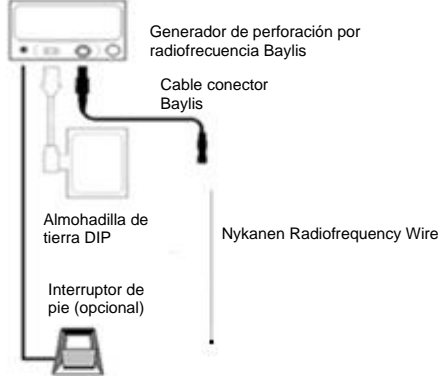 Generador de perforación por
radiofrecuencia Baylis
Cable conector
Baylis
Almohadilla de
tierra DIP
Nykanen Radiofrequency Wire
Interruptor de
pie (opcional)